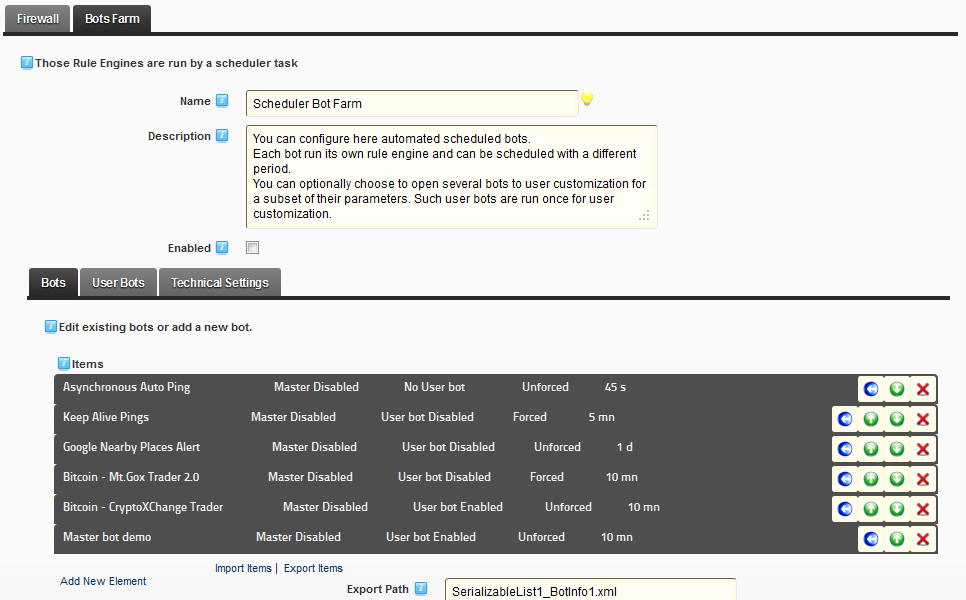 Firewall Bots Farm
Those Rule Engines are run by a scheduler task
Name Scheduler Bot Farm
Description You can configure here automated scheduled bots.
Each bot run its own rule engine and can be scheduled with a different
period.
You can optionally choose to open several bots to user customization for
a subset of their parameters. Such user bots are run once for user
customization.
Enabled
Bots User Bots Technical Settings
Edit existing bots or add a new bot.
Items
Asynchronous Auto Ping Master Disabled No User bot Unforced 45 s
Keep Alive Pings Master Disabled User bot Disabled Forced 5 mn
Google Nearby Places Alert Master Disabled User bot Disabled Unforced 1 d
Bitcoin - Mt.Gox Trader 2.0 Master Disabled User bot Disabled Forced 10 mn
Bitcoin - CryptoXChange Trader Master Disabled User bot Enabled Unforced 10 mn
Master bot demo Master Disabled User bot Enabled Unforced 10 mn
Import Items | Export Items
Add New Element
Export Path SerializableList1_BotInfo1.xml